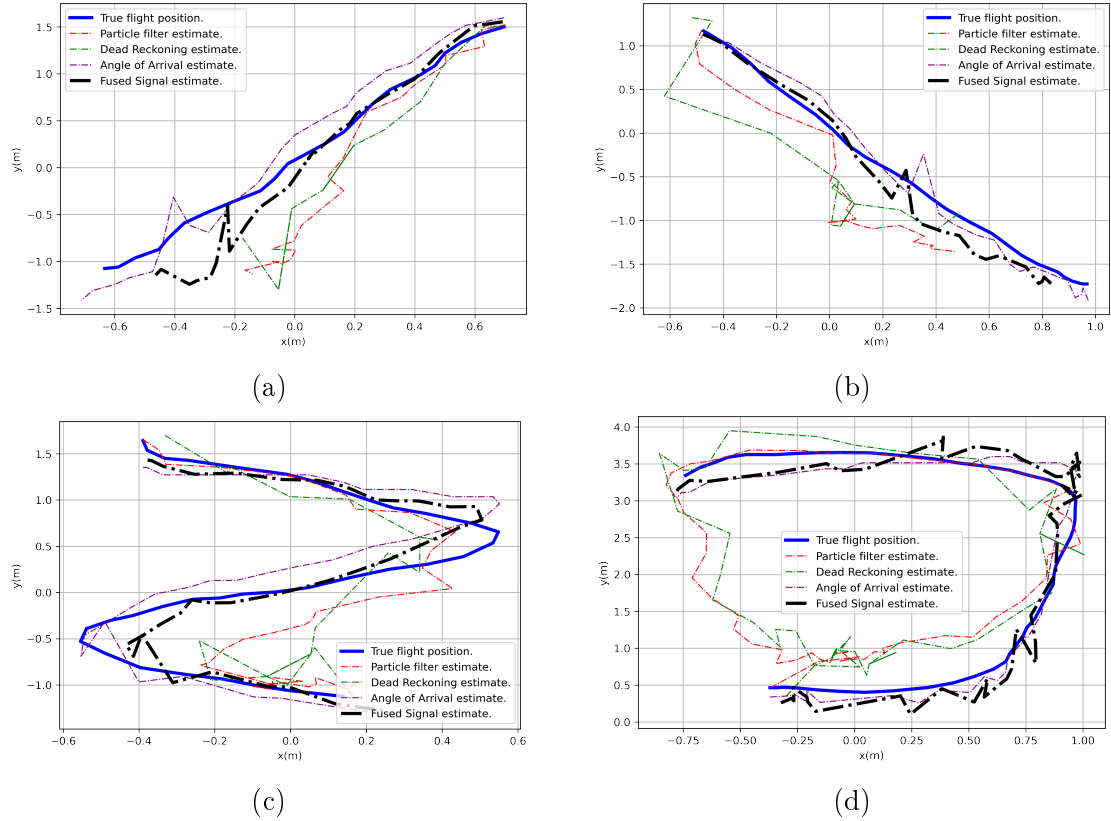 True flight position.
Particle filter estimate.
Dead Reckoning estimate.
Angle of Arrival estimate.
Fused Signal estimate.
1.5
1.0
0.5
0.0
−0.5
−1.0
−1.5
y(m)
−0.6 −0.4 −0.2 0.0 0.2 0.4 0.6
x(m)
(a)
True flight position.
Particle filter estimate.
Dead Reckoning estimate.
Angle of Arrival estimate.
Fused Signal estimate.
1.0
0.5
0.0
−0.5
−1.0
−1.5
−2.0
y(m)
−0.6 −0.4 −0.2 0.0 0.2 0.4 0.6 0.8 1.0
x(m)
(b)
1.5
1.0
0.5
0.0
−0.5
−1.0
y(m)
True flight position.
Particle filter estimate.
Dead Reckoning estimate.
Angle of Arrival estimate.
Fused Signal estimate.
−0.6 −0.4 −0.2 0.0 0.2 0.4 0.6
x(m)
(c)
4.0
3.5
3.0
2.5
2.0
1.5
1.0
0.5
0.0
y(m)
True flight position.
Particle filter estimate.
Dead Reckoning estimate.
Angle of Arrival estimate.
Fused Signal estimate.
−0.75 −0.50 −0.25 0.00 0.25 0.50 0.75 1.00
x(m)
(d)